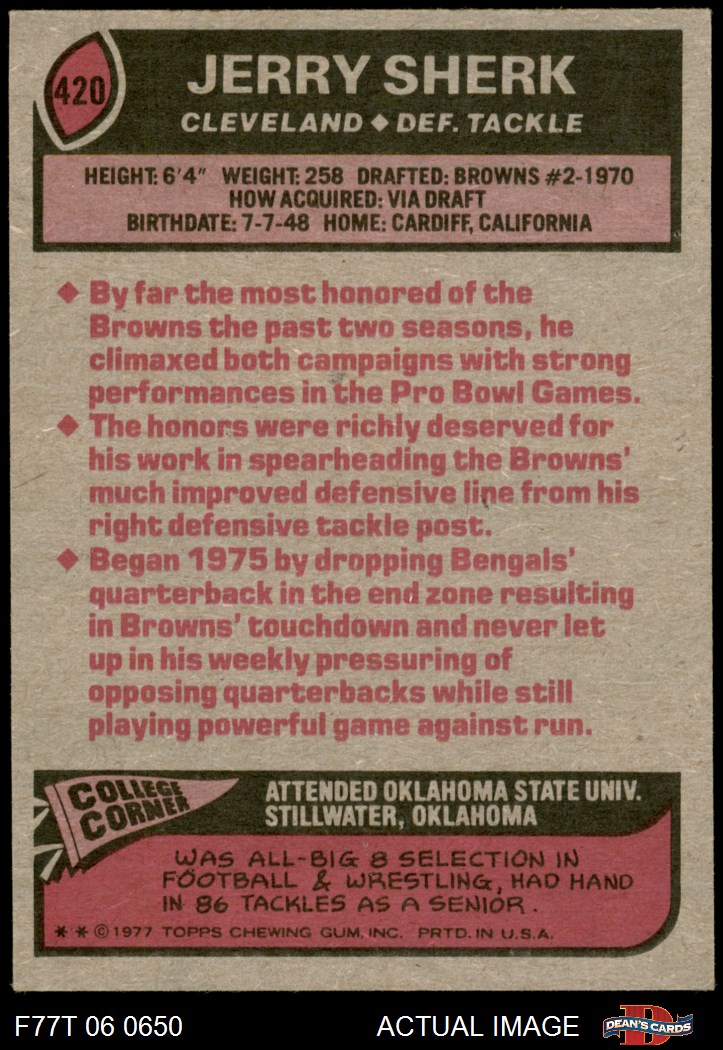 420
JERRY SHERK
CLEVELAND ◆ DEF. TACKLE
HEIGHT: 6'4" WEIGHT: 258 DRAFTED: BROWNS #2-1970
HOW ACQUIRED: VIA DRAFT
BIRTHDATE: 7-7-48 HOME: CARDIFF, CALIFORNIA
◆ By far the most honored of the
Browns the past two seasons, he
climaxed both campaigns with strong
performances in the Pro Bowl Games.
◆ The honors were richly deserved for
his work in spearheading the Browns'
much improved defensive line from his
right defensive tackle post.
◆ Began 1975 by dropping Bengals'
quarterback in the end zone resulting
in Browns' touchdown and never let
up in his weekly pressuring of
opposing quarterbacks while still
playing powerful game against run.
COLLEGE
CORNER
ATTENDED OKLAHOMA STATE UNIV.
STILLWATER, OKLAHOMA
WAS ALL-BIG 8 SELECTION IN
FOOTBALL & WRESTLING, HAD HAND
IN 86 TACKLES AS A SENIOR.
* * © 1977 TOPPS CHEWING GUM, INC. PRTD. IN U.S.A.
F77T 06 0650
ACTUAL IMAGE
D
DEAN'S CARDS